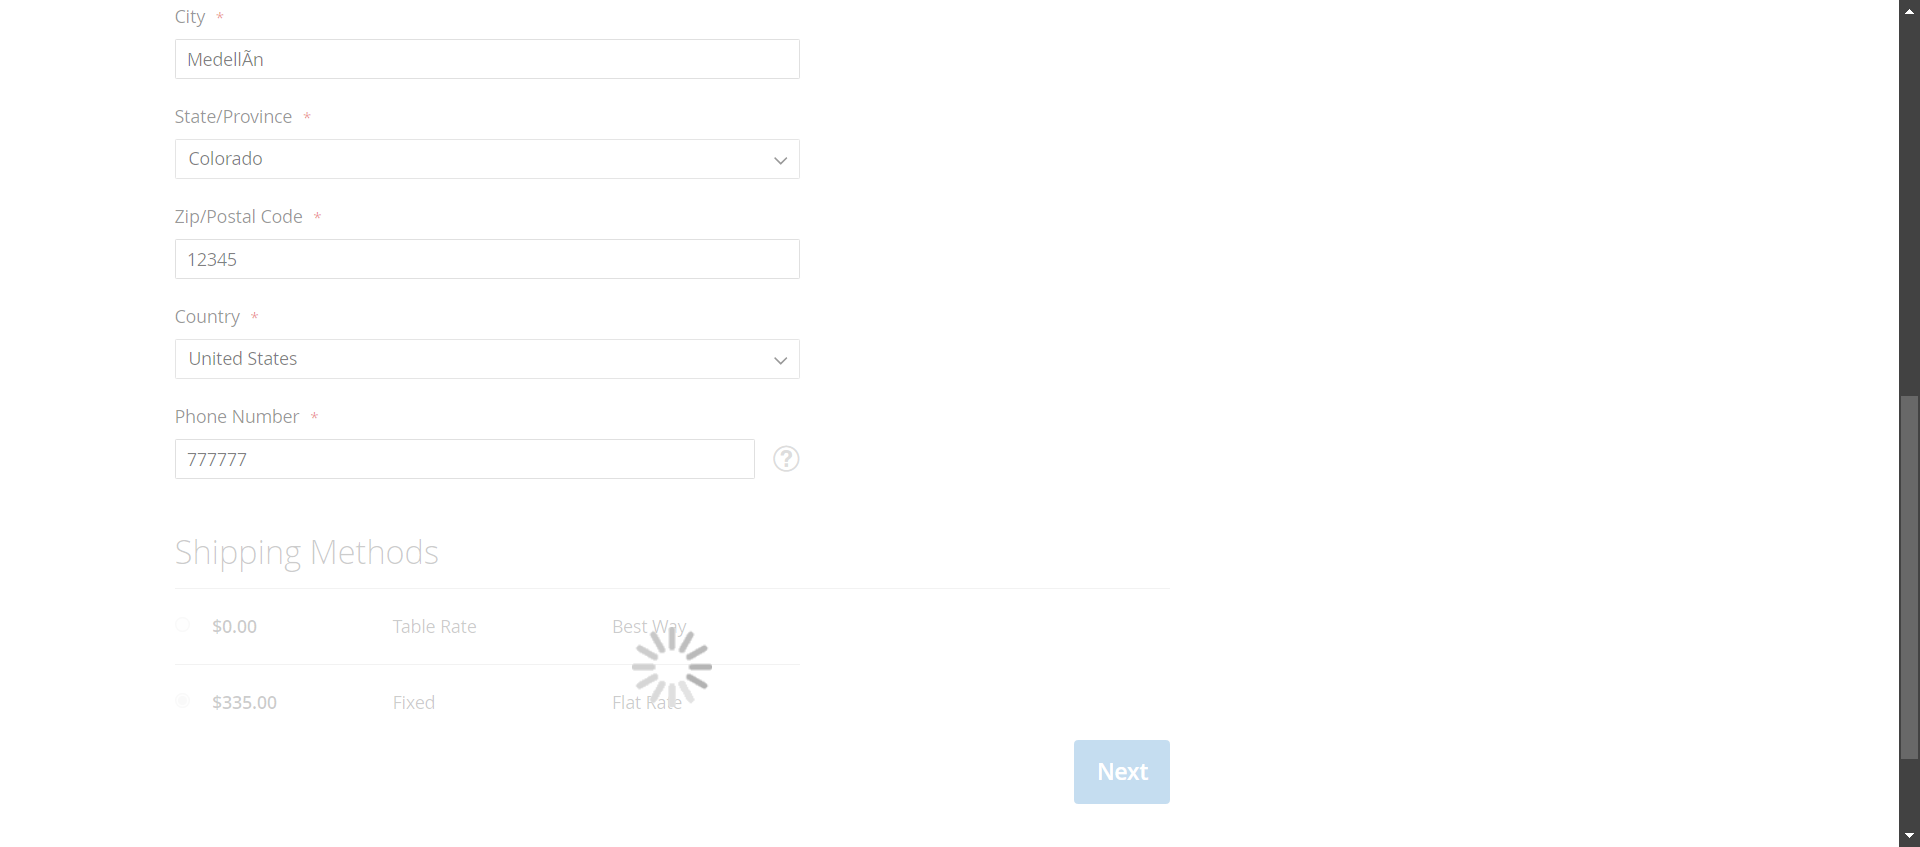 City *
MedellÃn
State/Province *
Colorado
Zip/Postal Code *
12345
Country *
United States
Phone Number *
777777
?
Shipping Methods
$0.00 Table Rate Best Way
$335.00 Fixed Flat Rate
Next